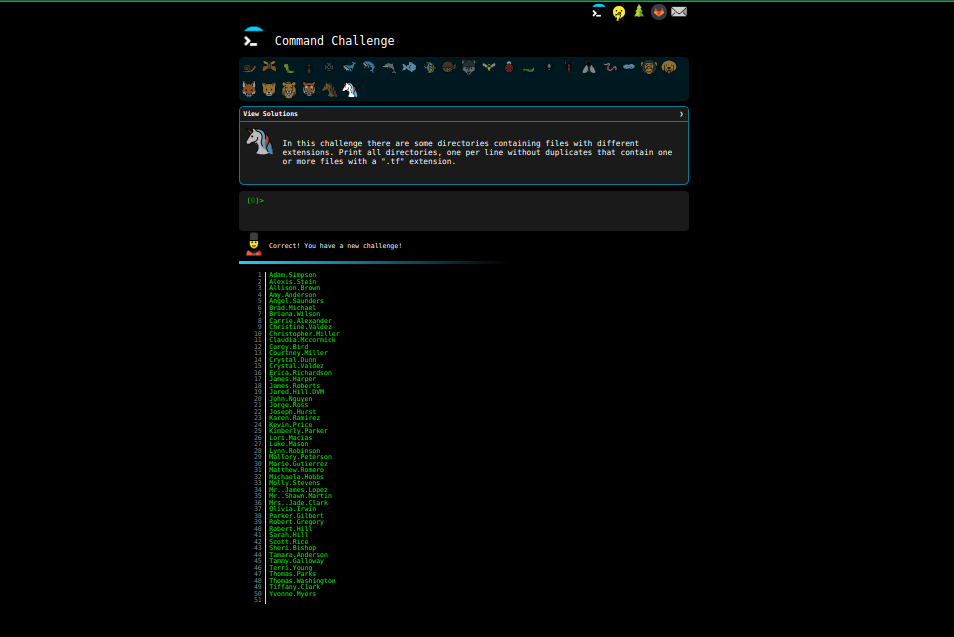 Command Challenge
View Solutions
In this challenge there are some directories containing files with different
extensions. Print all directories, one per line without duplicates that contain one
or more files with a ".tf" extension.
(0)>
Correct! You have a new challenge!
1 Adam.Simpson
2 Alexis.Stein
3 Allison.Brown
4 Amy.Anderson
5 Angel.Saunders
6 Brad.Michael
7 Briana.Wilson
8 Carrie.Alexander
9 Christine.Valdez
10 Christopher.Miller
11 Claudia.Mccormick
12 Corey.Bird
13 Courtney.Miller
14 Crystal.Dunn
15 Crystal.Valdez
16 Erica.Richardson
17 James.Harper
18 James.Roberts
19 Jared.Hill.DVM
20 John.Nguyen
21 Jorge.Ross
22 Joseph.Hurst
23 Karen.Ramirez
24 Kevin.Price
25 Kimberly.Parker
26 Lori.Macias
27 Luke.Mason
28 Lynn.Robinson
29 Mallory.Peterson
30 Marie.Gutierrez
31 Matthew.Romero
32 Michaela.Hobbs
33 Molly.Stevens
34 Mr..James.Lopez
35 Mr..Shawn.Martin
36 Mrs..Jade.Clark
37 Olivia.Irwin
38 Parker.Gilbert
39 Robert.Gregory
40 Robert.Hill
41 Sarah.Hill
42 Scott.Rice
43 Sheri.Bishop
44 Tamara.Anderson
45 Tammy.Galloway
46 Terri.Young
47 Thomas.Parks
48 Thomas.Washington
49 Tiffany.Clark
50 Yvonne.Myers
51